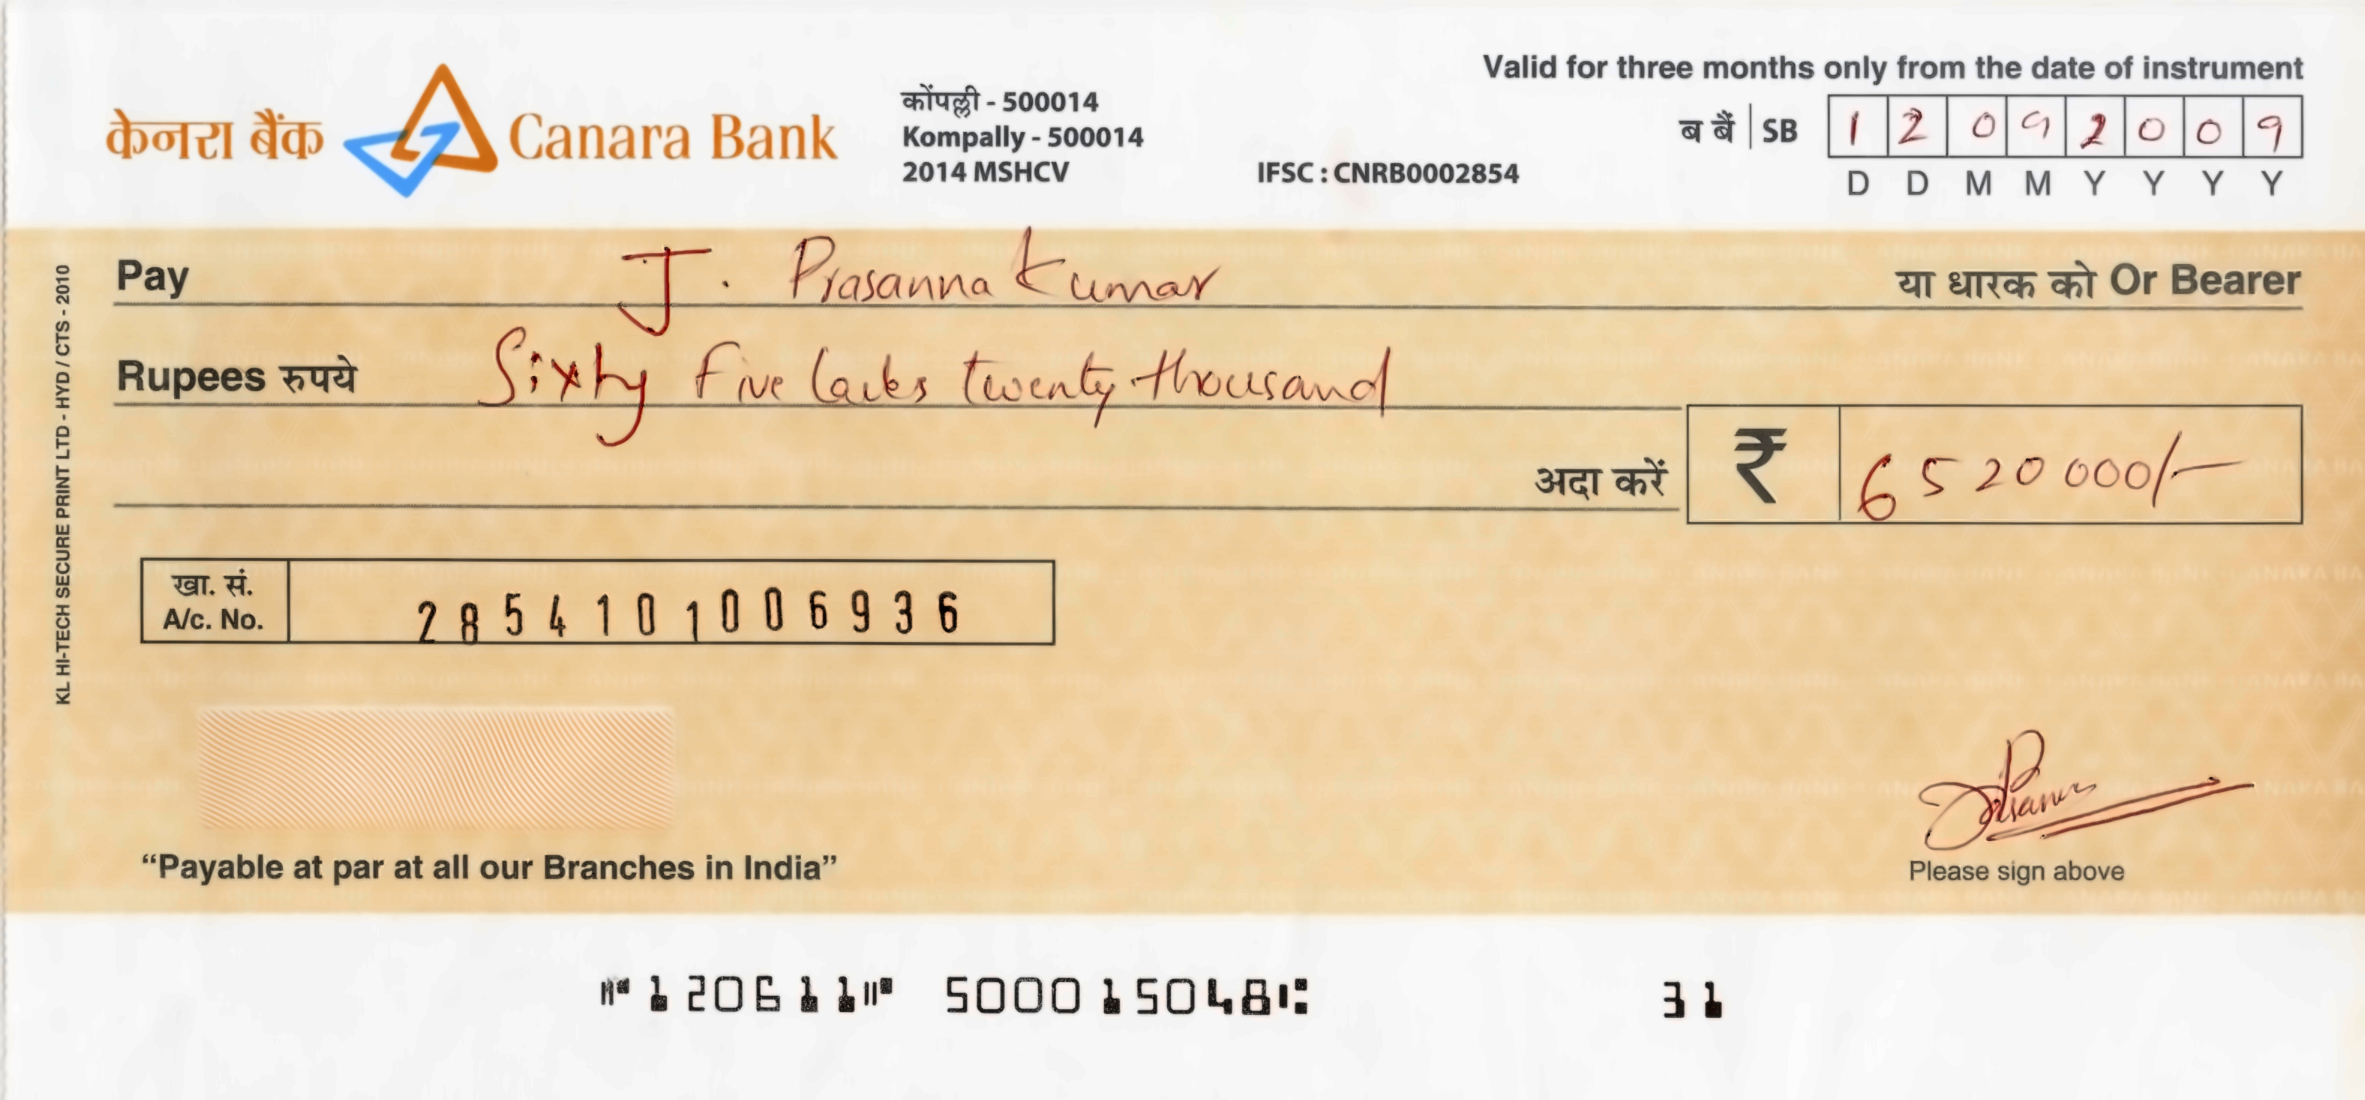 Valid for three months only from the date of instrument
केनरा बैंक Canara Bank
कोंपल्ली - 500014
Kompally - 500014
2014 MSHCV
IFSC : CNRB0002854
ब बैं | SB 1 2 0 9 2 0 0 9
D D M M Y Y Y Y
Pay J. Prasanna Kumar या धारक को Or Bearer
Rupees रुपये Sixty Five lacks twenty thousand
अदा करें ₹ 6520000/-
खा. सं.
A/c. No. 2854101006936
KL HI-TECH SECURE PRINT LTD - HYD / CTS - 2010
“Payable at par at all our Branches in India”
Please sign above
⑈120611⑈ 500015048⑆ 31